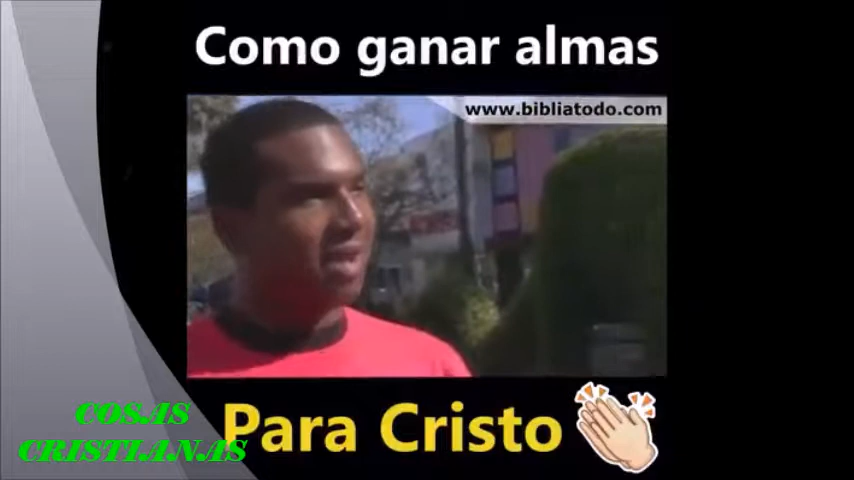 Como ganar almas
www.bibliatodo.com
Para Cristo
COSAS
CRISTIANAS